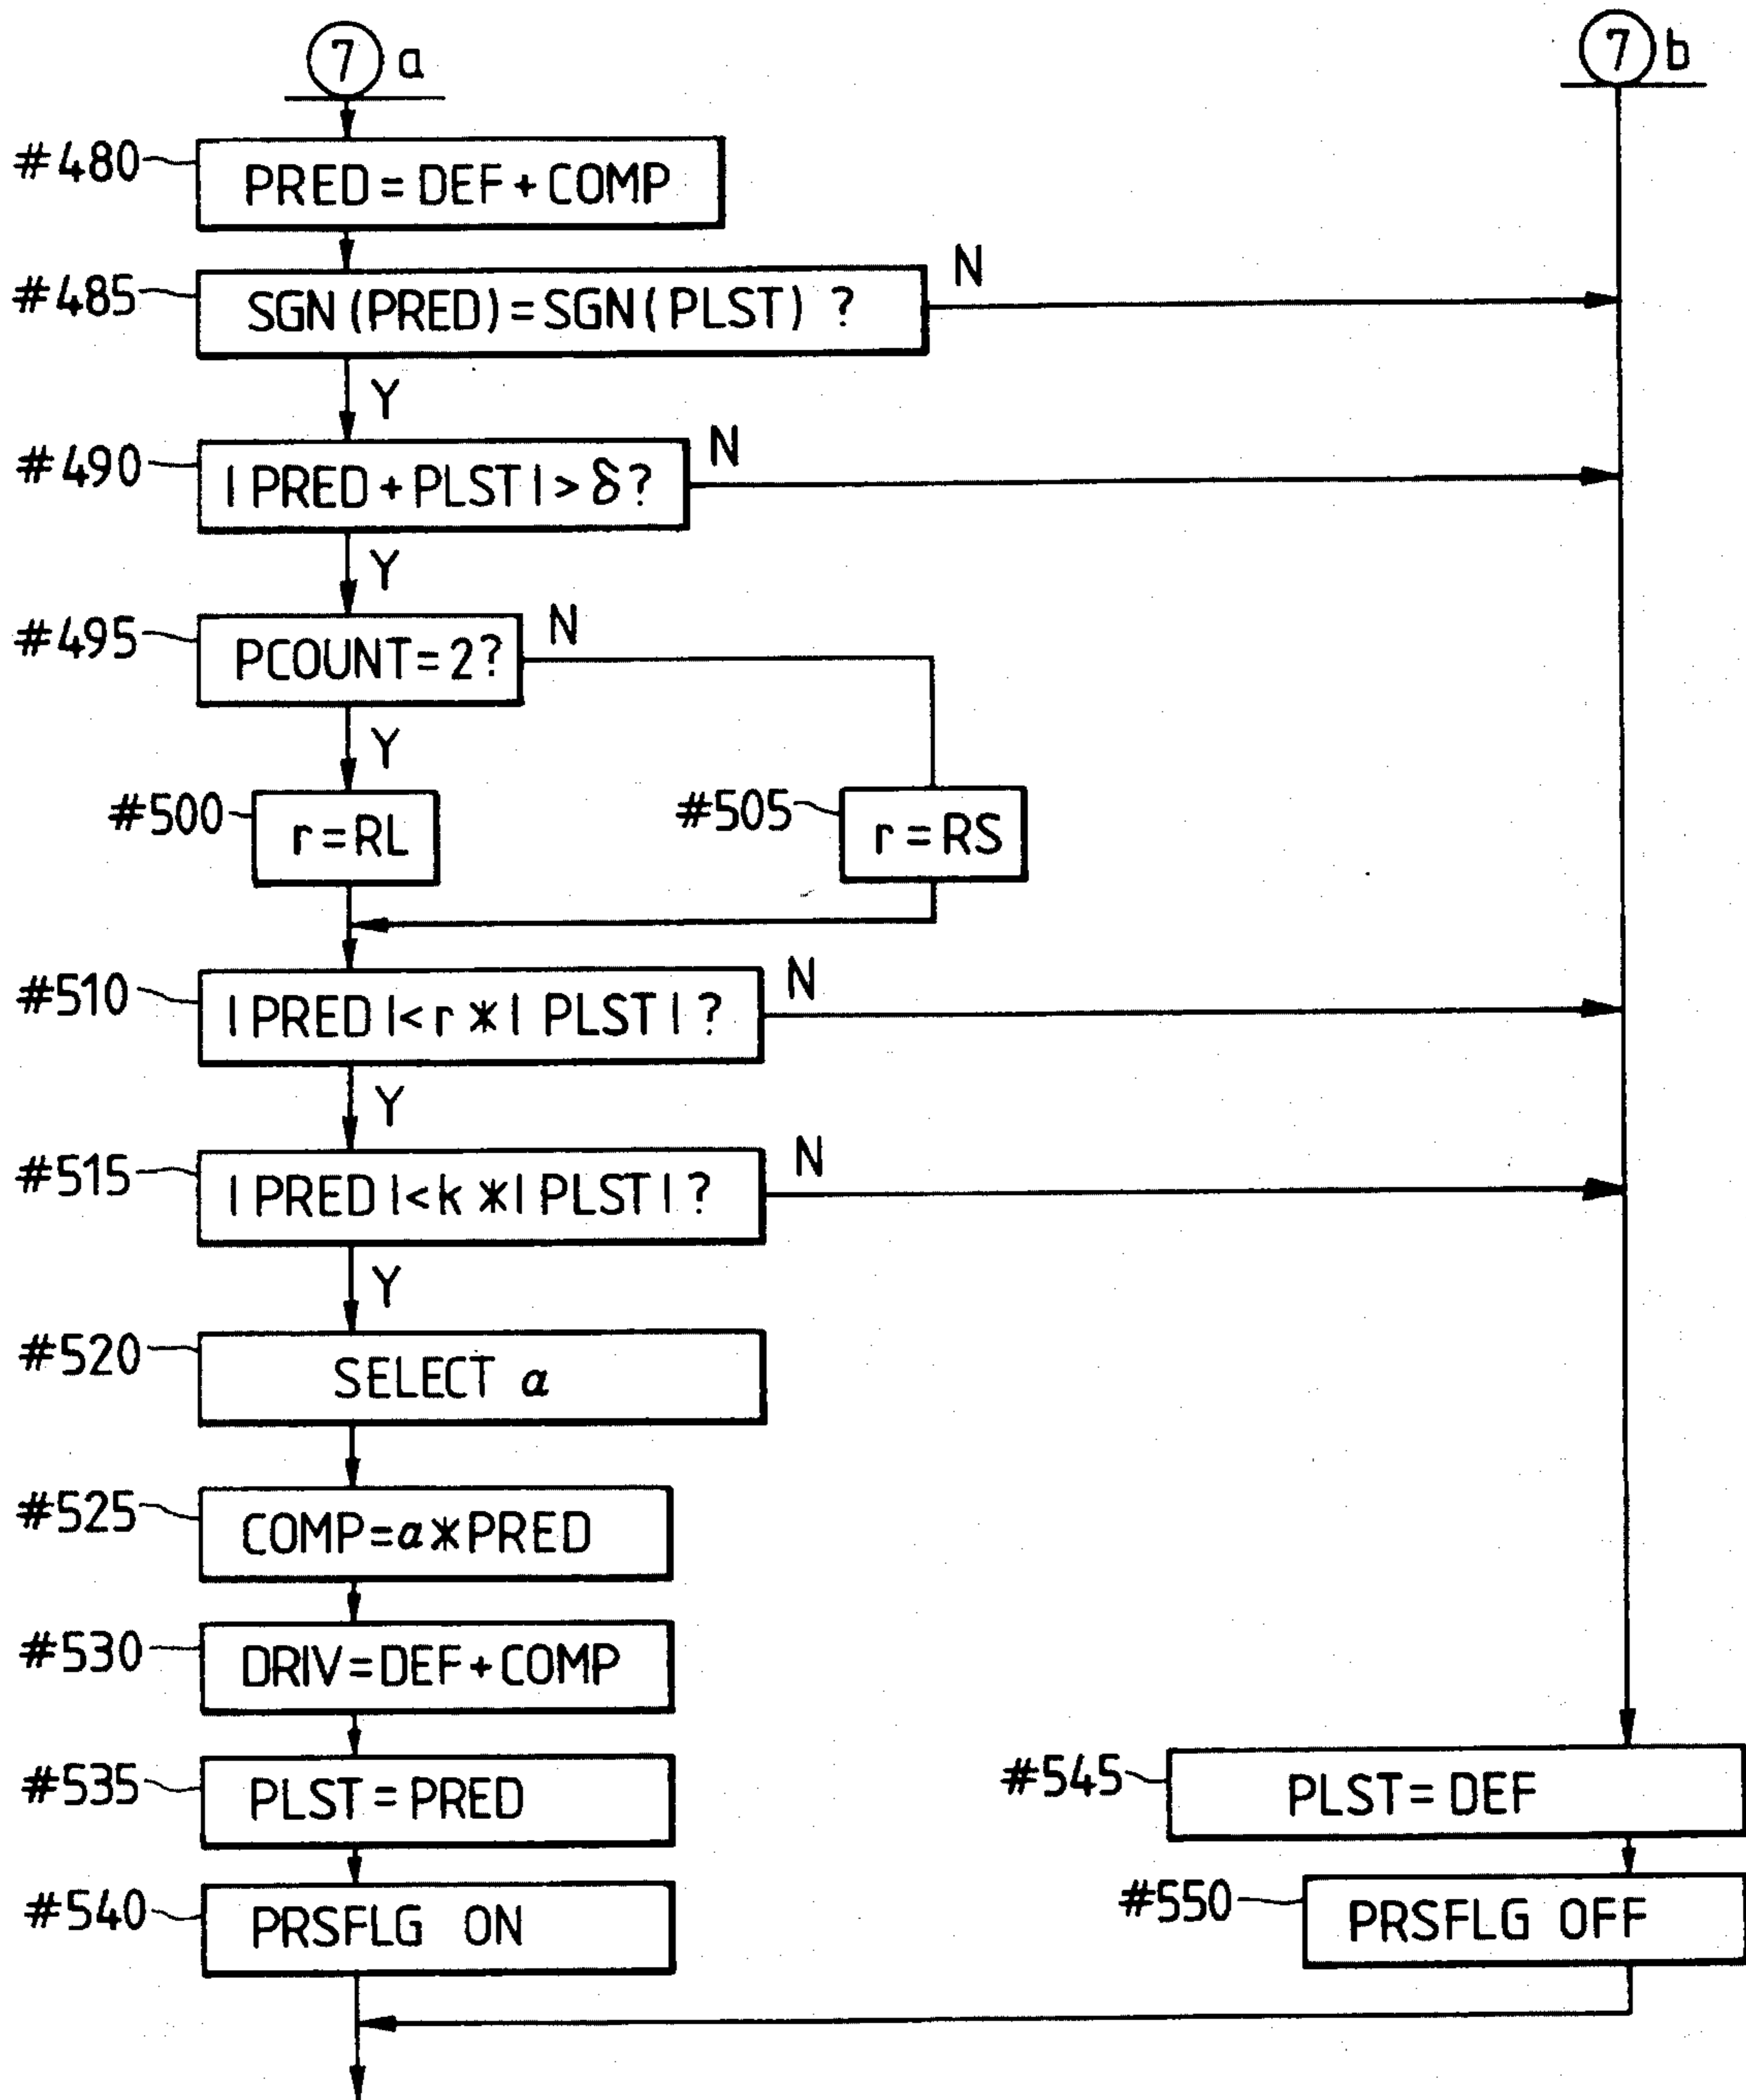 7 a
7 b
#480
PRED = DEF + COMP
#485
SGN (PRED) = SGN (PLST) ?
N
Y
#490
| PRED + PLST | > δ ?
N
Y
#495
PCOUNT = 2?
N
Y
#500
r = RL
#505
r = RS
#510
| PRED | < r * | PLST | ?
N
Y
#515
| PRED | < k * | PLST | ?
N
Y
#520
SELECT α
#525
COMP = α * PRED
#530
DRIV = DEF + COMP
#535
PLST = PRED
#545
PLST = DEF
#540
PRSFLG ON
#550
PRSFLG OFF